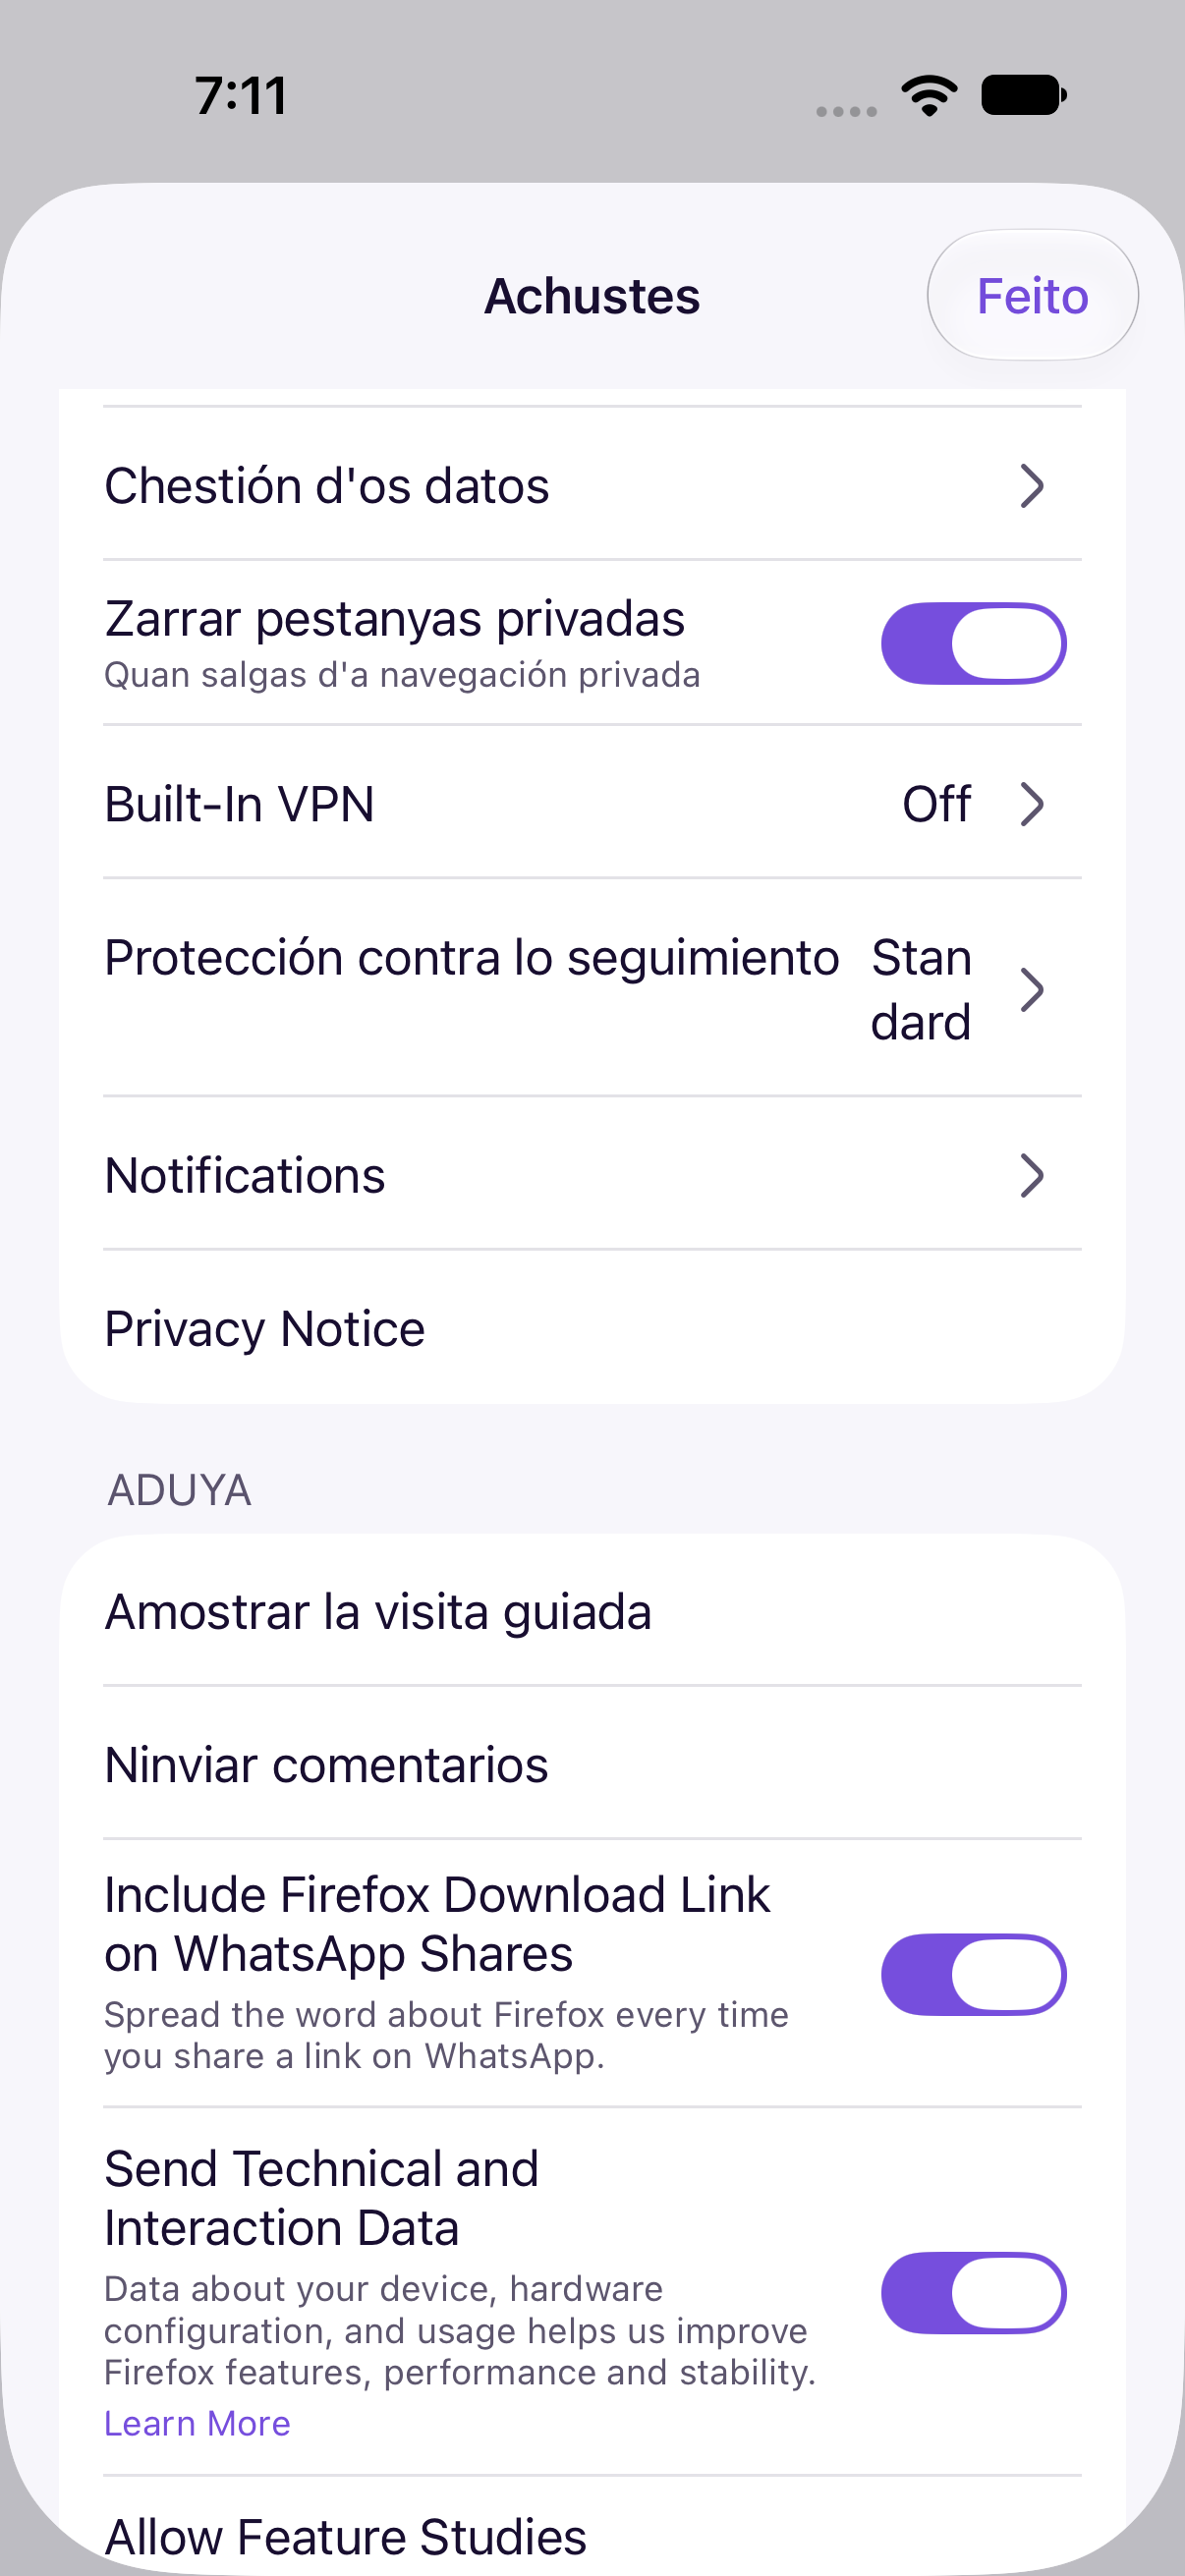 7:11
Achustes
Feito
Chestión d'os datos
Zarrar pestanyas privadas
Quan salgas d'a navegación privada
Built-In VPN
Off
Protección contra lo seguimiento
Stan
dard
Notifications
Privacy Notice
ADUYA
Amostrar la visita guiada
Ninviar comentarios
Include Firefox Download Link
on WhatsApp Shares
Spread the word about Firefox every time
you share a link on WhatsApp.
Send Technical and
Interaction Data
Data about your device, hardware
configuration, and usage helps us improve
Firefox features, performance and stability.
Learn More
Allow Feature Studies